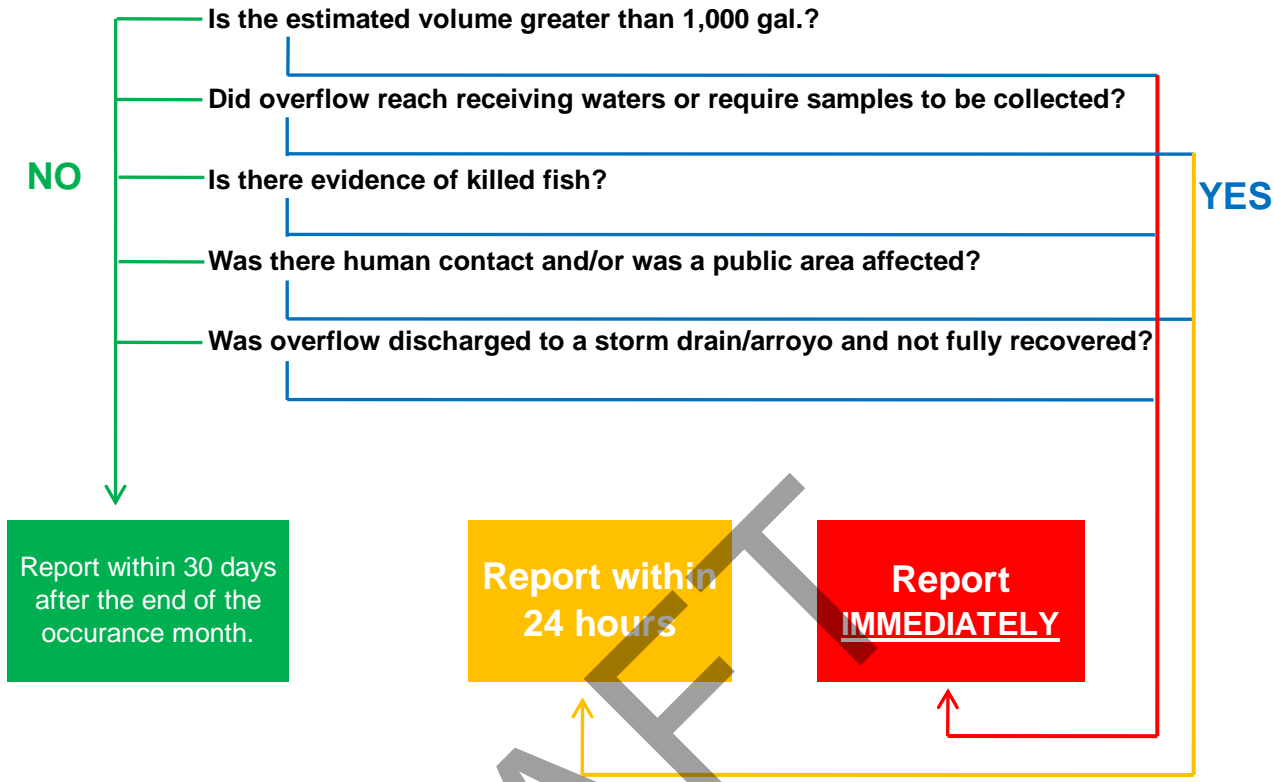 Is the estimated volume greater than 1,000 gal.?
Did overflow reach receiving waters or require samples to be collected?
NO
Is there evidence of killed fish?
YES
Was there human contact and/or was a public area affected?
Was overflow discharged to a storm drain/arroyo and not fully recovered?
Report within 30 days
after the end of the
occurance month.
Report within
24 hours
Report
IMMEDIATELY
AFT